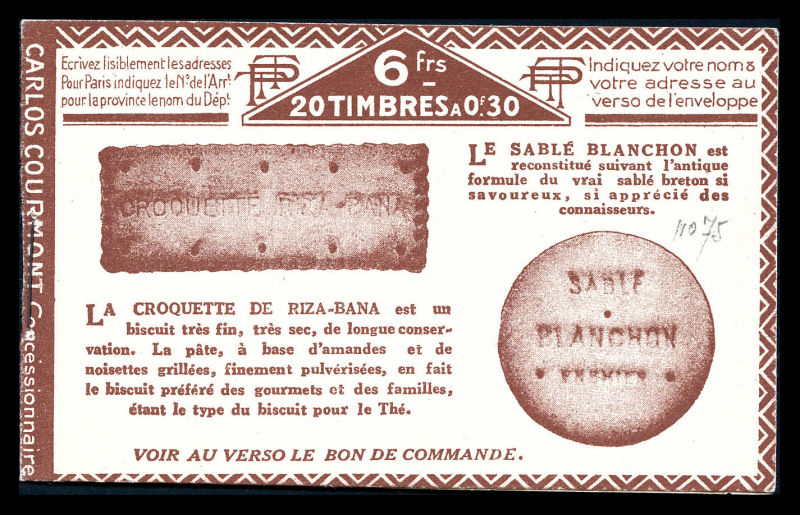 CARLOS COURMONT Concessionnaire
Ecrivez lisiblement les adresses
Pour Paris indiquez le N° de l'Arrt
pour la province le nom du Dépt
PTT
6 frs
20 TIMBRES A 0f.30
PTT
Indiquez votre nom &
votre adresse au
verso de l'enveloppe
CROQUETTE RIZA-BANA
LE SABLÉ BLANCHON est
reconstitué suivant l'antique
formule du vrai sablé breton si
savoureux, si apprécié des
connaisseurs.
75
SABLÉ
BLANCHON
PREMIER
LA CROQUETTE DE RIZA-BANA est un
biscuit très fin, très sec, de longue conser-
vation. La pâte, à base d'amandes et de
noisettes grillées, finement pulvérisées, en fait
le biscuit préféré des gourmets et des familles,
étant le type du biscuit pour le Thé.
VOIR AU VERSO LE BON DE COMMANDE.